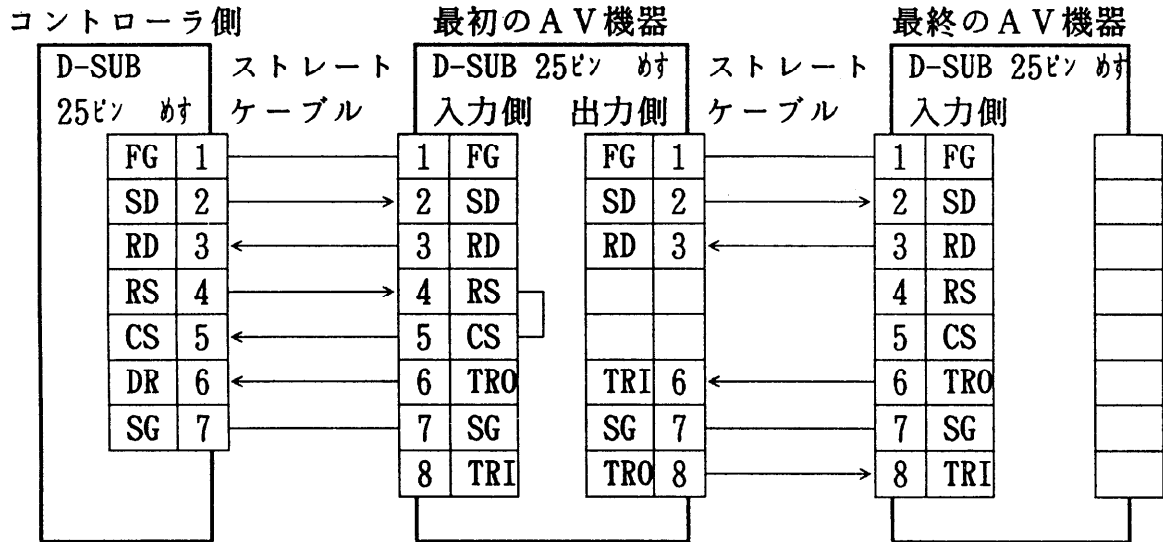 コントローラ側 最初のAV機器 最終のAV機器
D-SUB ストレート D-SUB 25ピン めす ストレート D-SUB 25ピン めす
25ピン めす ケーブル 入力側 出力側 ケーブル 入力側
FG 1 1 FG FG 1 1 FG
SD 2 2 SD SD 2 2 SD
RD 3 3 RD RD 3 3 RD
RS 4 4 RS 4 RS
CS 5 5 CS 5 CS
DR 6 6 TRO TRI 6 6 TRO
SG 7 7 SG SG 7 7 SG
8 TRI TRO 8 8 TRI